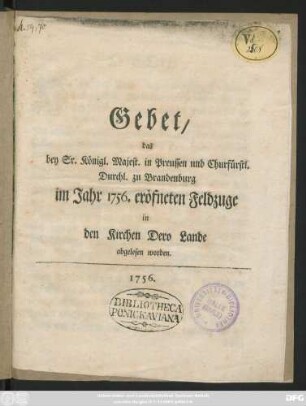 Gebet/
das
bey Sr. Königl. Majest. in Preussen und Churfürstl.
Durchl. zu Brandenburg
im Jahr 1756. eröfneten Feldzuge
in
den Kirchen Dero Lande
abgelesen worden.
1756.
BIBLIOTHECA
PONICKAVIANA